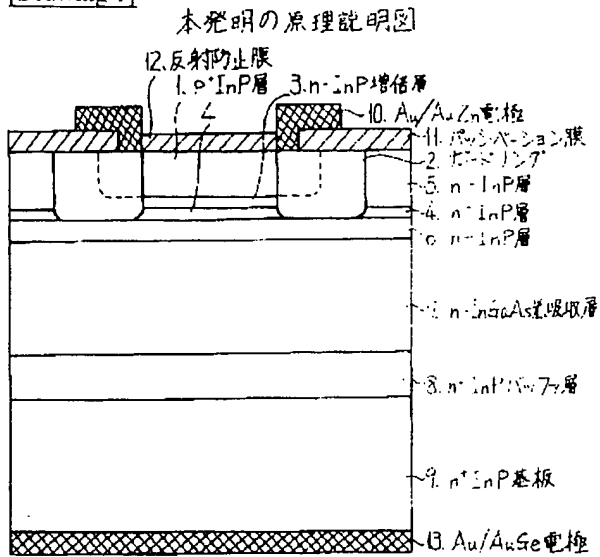 本発明の原理説明図
12. 反射防止膜
1. p⁺InP層
3. n-InP増倍層
4
10. Au/AuZn電極
11. パッシベーション膜
2. ガードリング
5. n-InP層
4. n-InP層
n-InP層
n-InGaAs光吸収層
8. n-InPバッファ層
9. n⁺InP基板
13. Au/AuGe電極